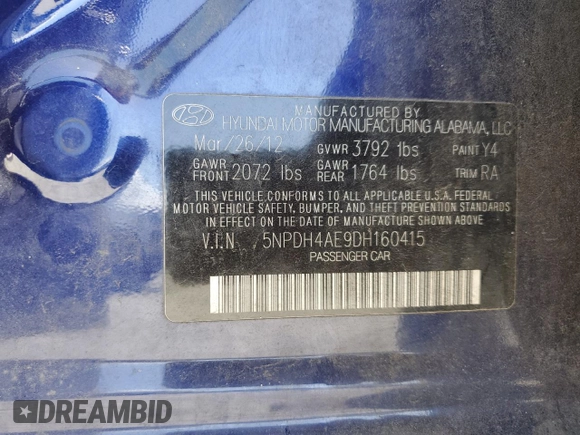 MANUFACTURED BY
HYUNDAI MOTOR MANUFACTURING ALABAMA, LLC
Mar/26/12 GVWR 3792 lbs PAINT Y4
GAWR FRONT 2072 lbs GAWR REAR 1764 lbs TRIM RA
THIS VEHICLE CONFORMS TO ALL APPLICABLE U.S.A. FEDERAL
MOTOR VEHICLE SAFETY, BUMPER, AND THEFT PREVENTION STANDARDS
IN EFFECT ON THE DATE OF MANUFACTURE SHOWN ABOVE.
V.I.N. 5NPDH4AE9DH160415
PASSENGER CAR
DREAMBID